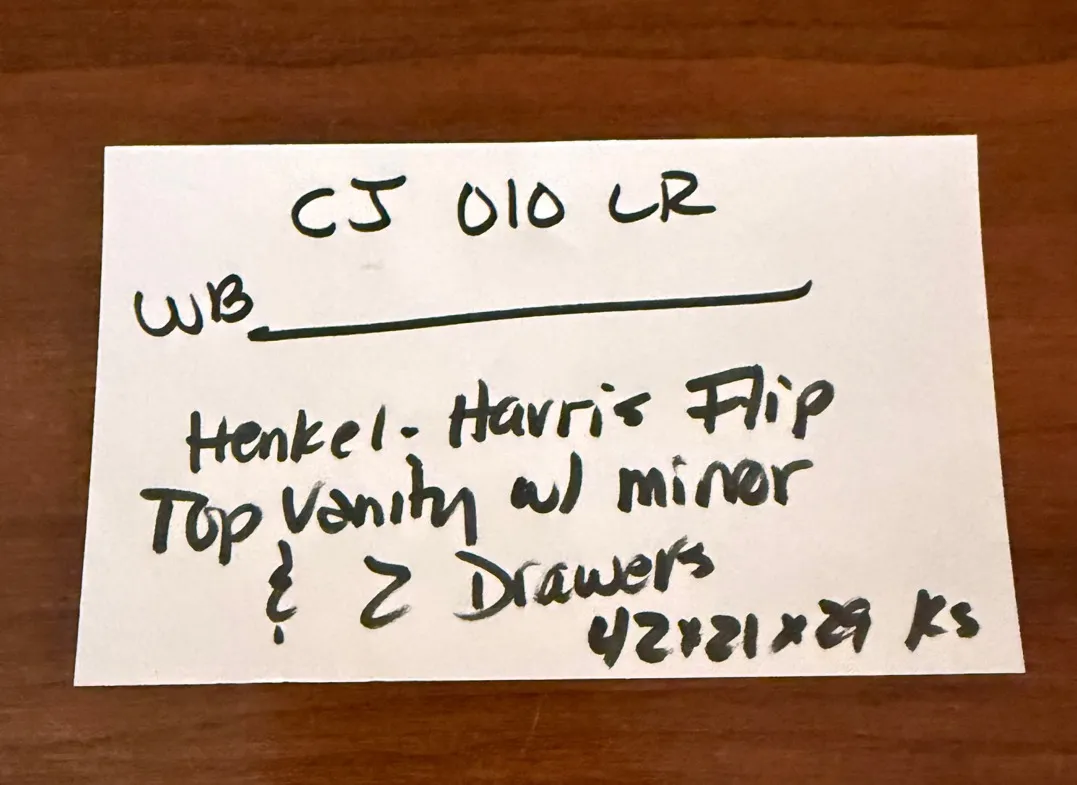 CJ 010 LR
WB
Henkel-Harris Flip
Top Vanity w/ mirror
& 2 Drawers
42x21x29 KS